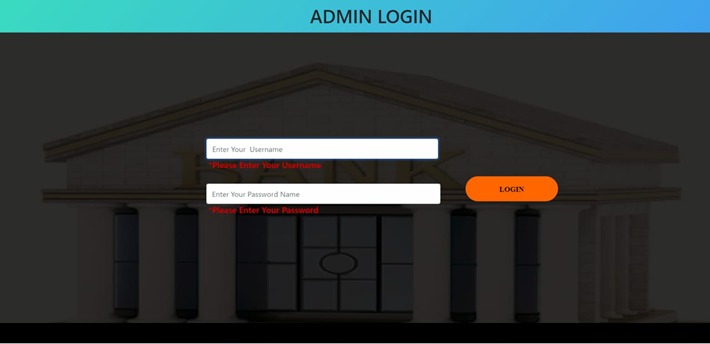 ADMIN LOGIN
BANK
Enter Your Username
*Please Enter Your Username
Enter Your Password Name
*Please Enter Your Password
LOGIN